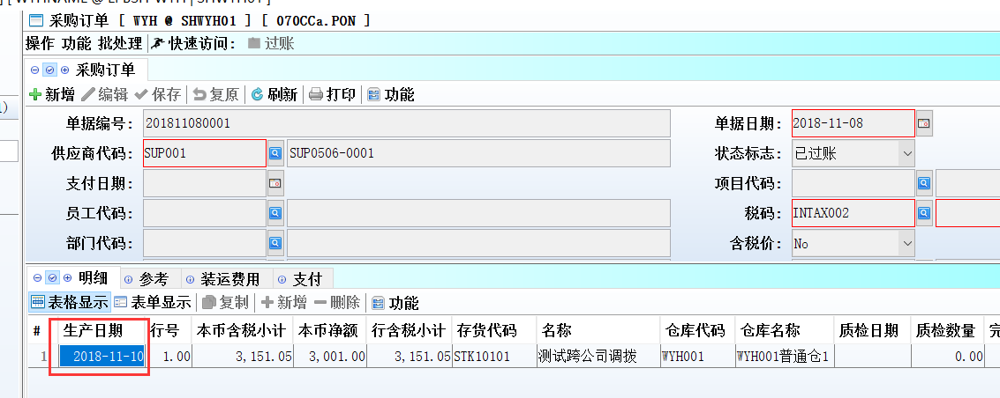 采购订单 [ WYH @ SHWYH01 ] [ 070CCa.PON ]
操作 功能 批处理 快速访问: 过账
采购订单
新增 编辑 保存 复原 刷新 打印 功能
单据编号: 201811080001 单据日期: 2018-11-08
供应商代码: SUP001 SUP0506-0001 状态标志: 已过账
支付日期: 项目代码:
员工代码: 税码: INTAX002
部门代码: 含税价: No
明细 参考 装运费用 支付
表格显示 表单显示 复制 新增 删除 功能
# 生产日期 行号 本币含税小计 本币净额 行含税小计 存货代码 名称 仓库代码 仓库名称 质检日期 质检数量
1 2018-11-10 1.00 3,151.05 3,001.00 3,151.05 STK10101 测试跨公司调拨 WYH001 WYH001普通仓1 0.00